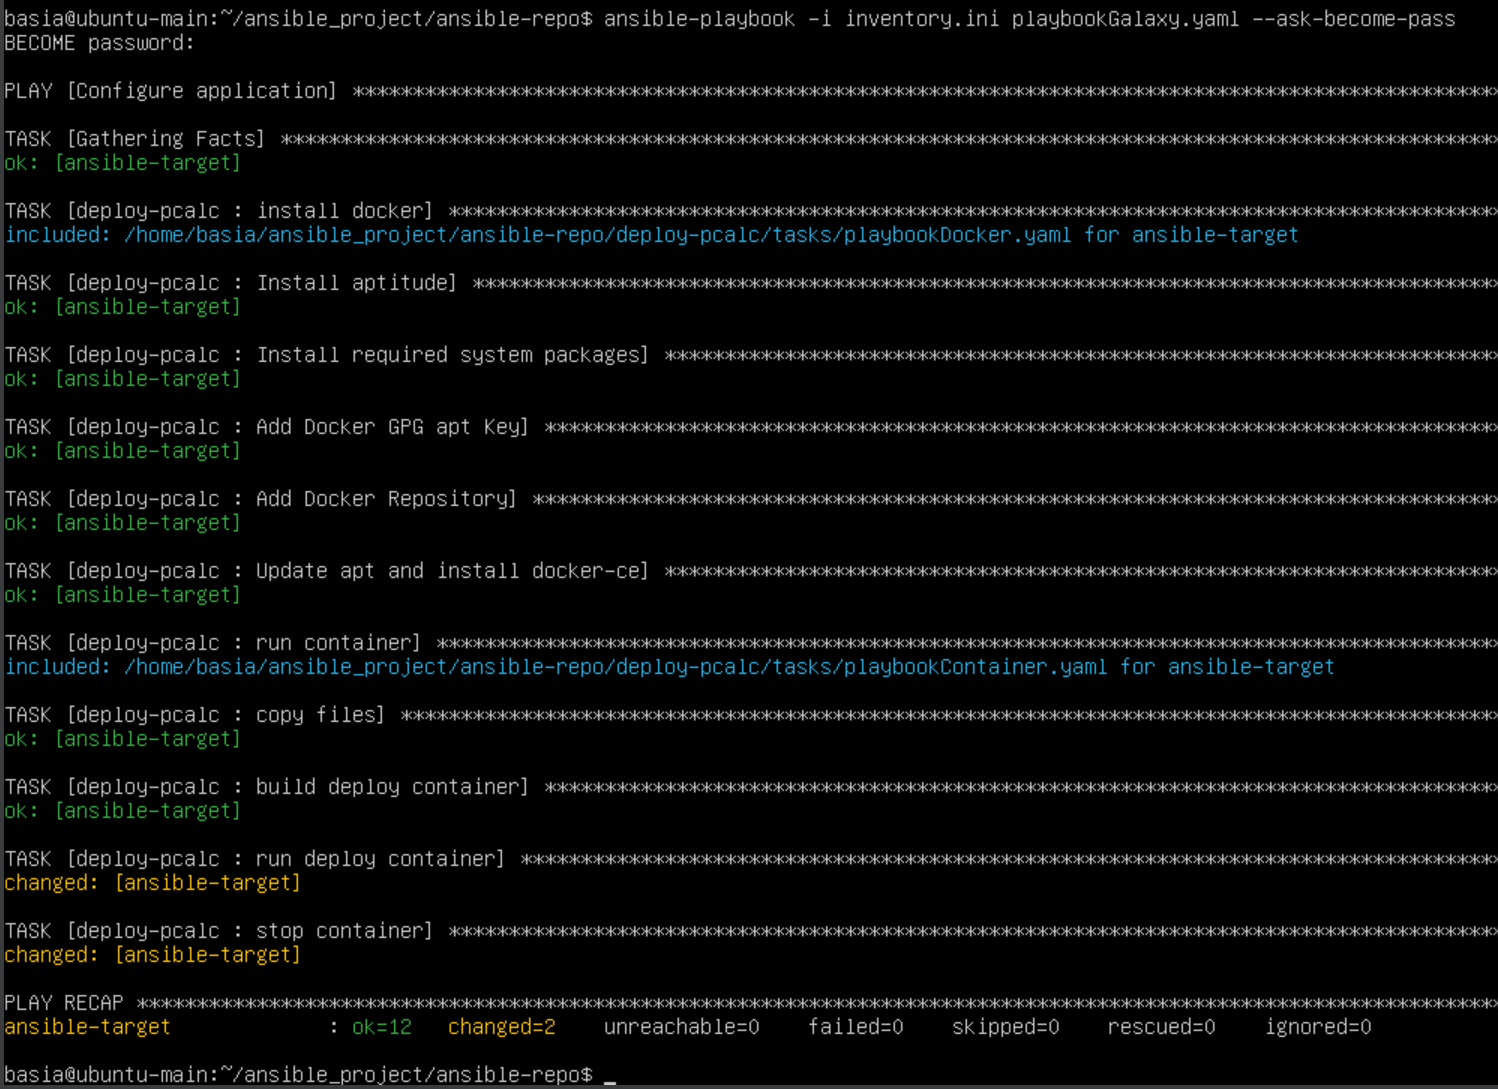 basia@ubuntu-main:~/ansible_project/ansible-repo$ ansible-playbook -i inventory.ini playbookGalaxy.yaml --ask-become-pass
BECOME password:
PLAY [Configure application] ************************************************************************************************
TASK [Gathering Facts] ******************************************************************************************************
ok: [ansible-target]
TASK [deploy-pcalc : install docker] ****************************************************************************************
included: /home/basia/ansible_project/ansible-repo/deploy-pcalc/tasks/playbookDocker.yaml for ansible-target
TASK [deploy-pcalc : Install aptitude] **************************************************************************************
ok: [ansible-target]
TASK [deploy-pcalc : Install required system packages] **********************************************************************
ok: [ansible-target]
TASK [deploy-pcalc : Add Docker GPG apt Key] ********************************************************************************
ok: [ansible-target]
TASK [deploy-pcalc : Add Docker Repository] *********************************************************************************
ok: [ansible-target]
TASK [deploy-pcalc : Update apt and install docker-ce] **********************************************************************
ok: [ansible-target]
TASK [deploy-pcalc : run container] *****************************************************************************************
included: /home/basia/ansible_project/ansible-repo/deploy-pcalc/tasks/playbookContainer.yaml for ansible-target
TASK [deploy-pcalc : copy files] ********************************************************************************************
ok: [ansible-target]
TASK [deploy-pcalc : build deploy container] ********************************************************************************
ok: [ansible-target]
TASK [deploy-pcalc : run deploy container] **********************************************************************************
changed: [ansible-target]
TASK [deploy-pcalc : stop container] ****************************************************************************************
changed: [ansible-target]
PLAY RECAP ******************************************************************************************************************
ansible-target : ok=12 changed=2 unreachable=0 failed=0 skipped=0 rescued=0 ignored=0
basia@ubuntu-main:~/ansible_project/ansible-repo$ _